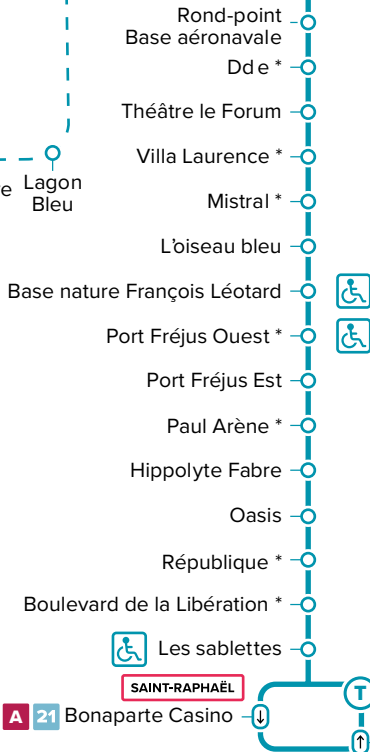 Rond-point
Base aéronavale
Dde *
Théâtre le Forum
Villa Laurence *
e Lagon
Bleu
Mistral *
L'oiseau bleu
Base nature François Léotard
Port Fréjus Ouest *
Port Fréjus Est
Paul Arène *
Hippolyte Fabre
Oasis
République *
Boulevard de la Libération *
Les sablettes
SAINT-RAPHAËL
T
A 21 Bonaparte Casino